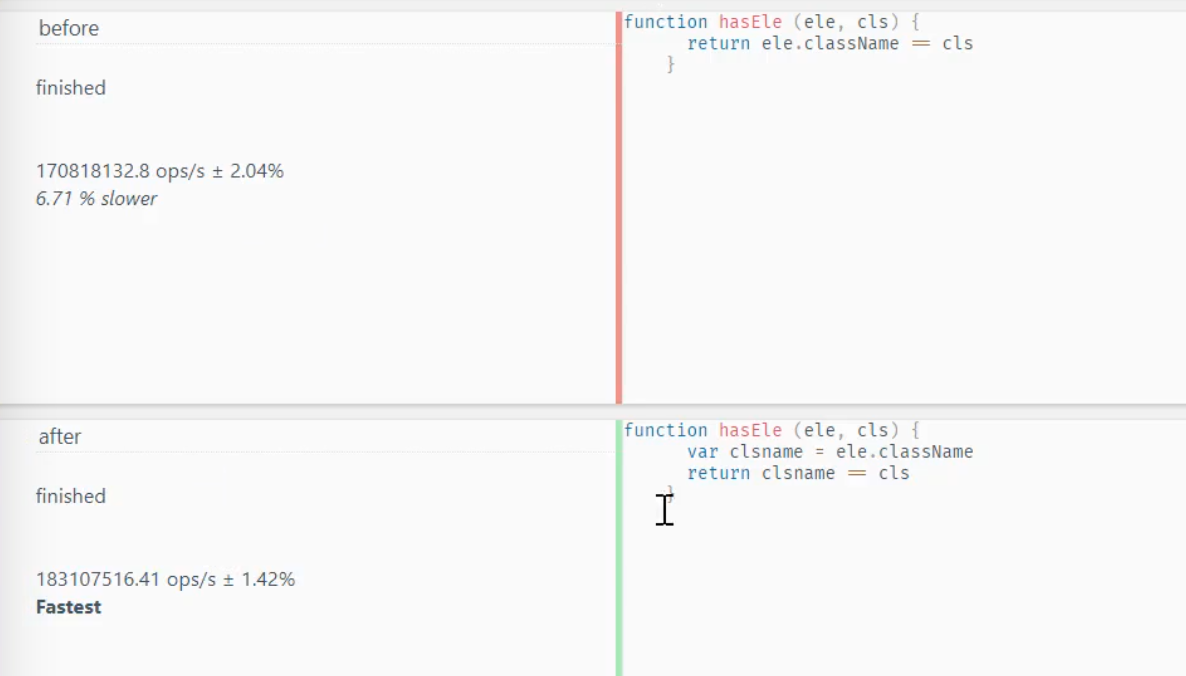 before
finished
170818132.8 ops/s ± 2.04%
6.71 % slower
function hasEle (ele, cls) {
return ele.className == cls
}
after
finished
183107516.41 ops/s ± 1.42%
Fastest
function hasEle (ele, cls) {
var clsname = ele.className
return clsname == cls
}